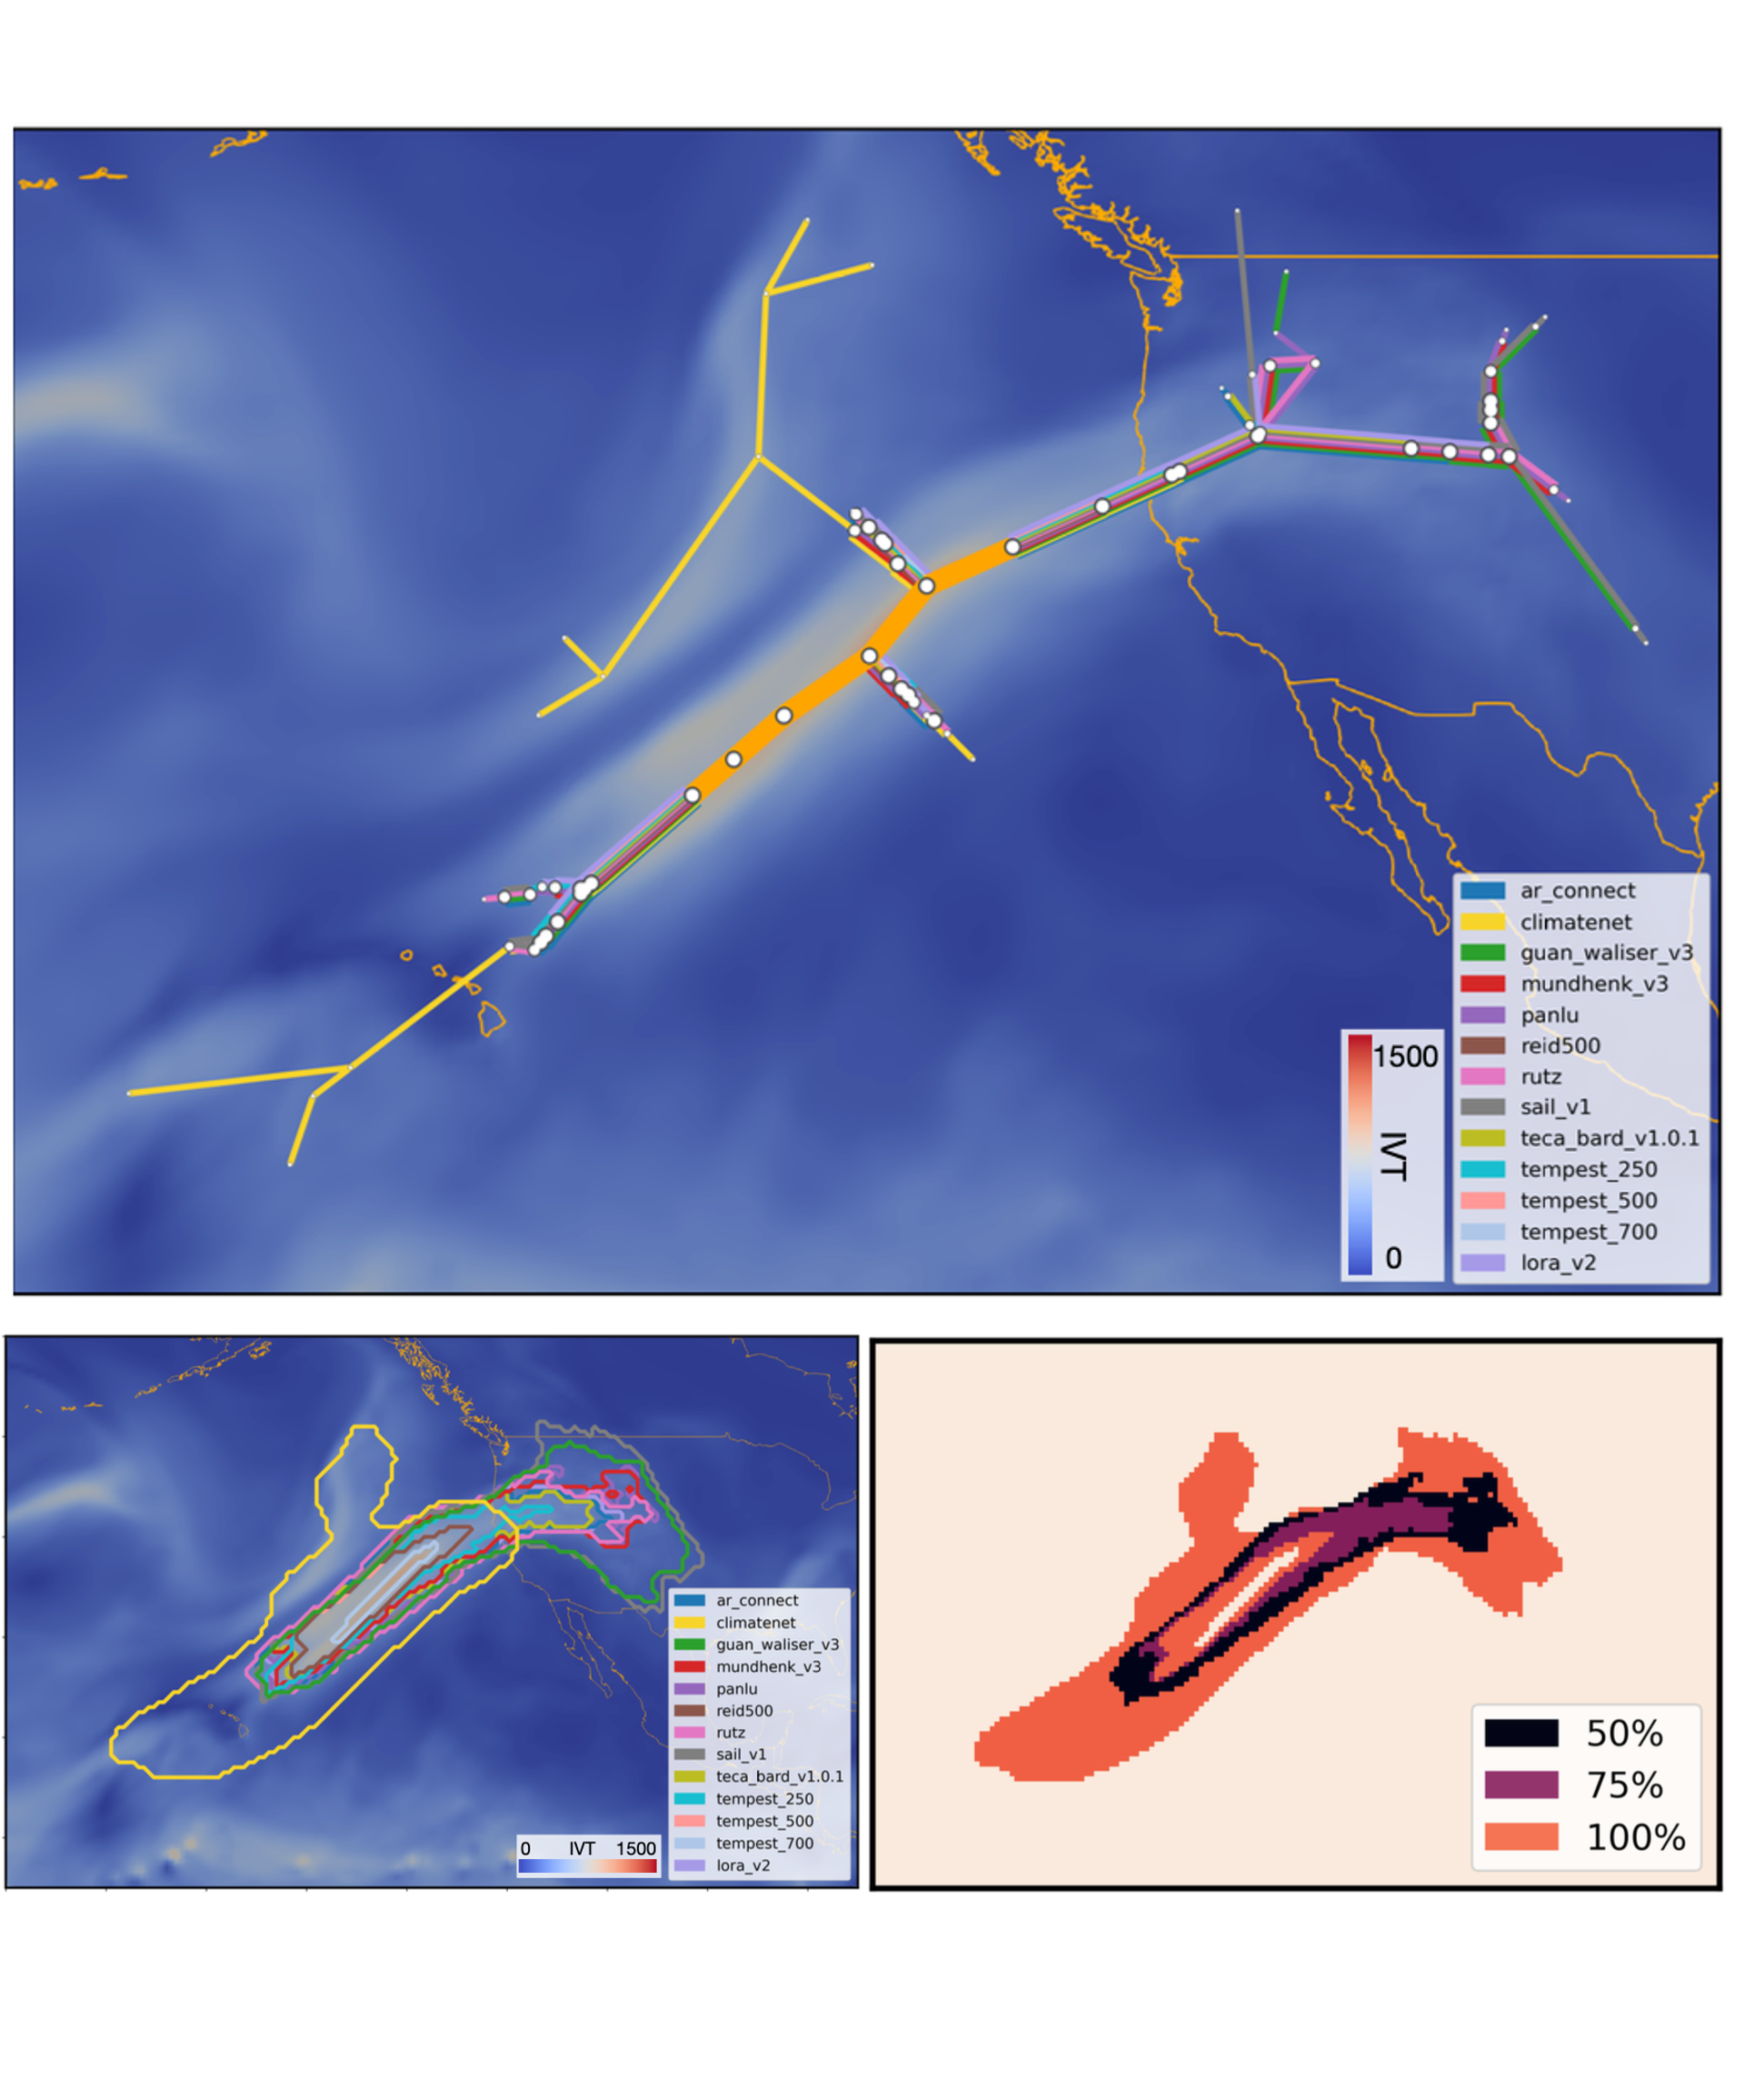 ar_connect
climatenet
guan_waliser_v3
mundhenk_v3
panlu
reid500
rutz
sail_v1
teca_bard_v1.0.1
tempest_250
tempest_500
tempest_700
lora_v2
1500
IVT
0
ar_connect
climatenet
guan_waliser_v3
mundhenk_v3
panlu
reid500
rutz
sail_v1
teca_bard_v1.0.1
tempest_250
tempest_500
tempest_700
lora_v2
0 IVT 1500
50%
75%
100%